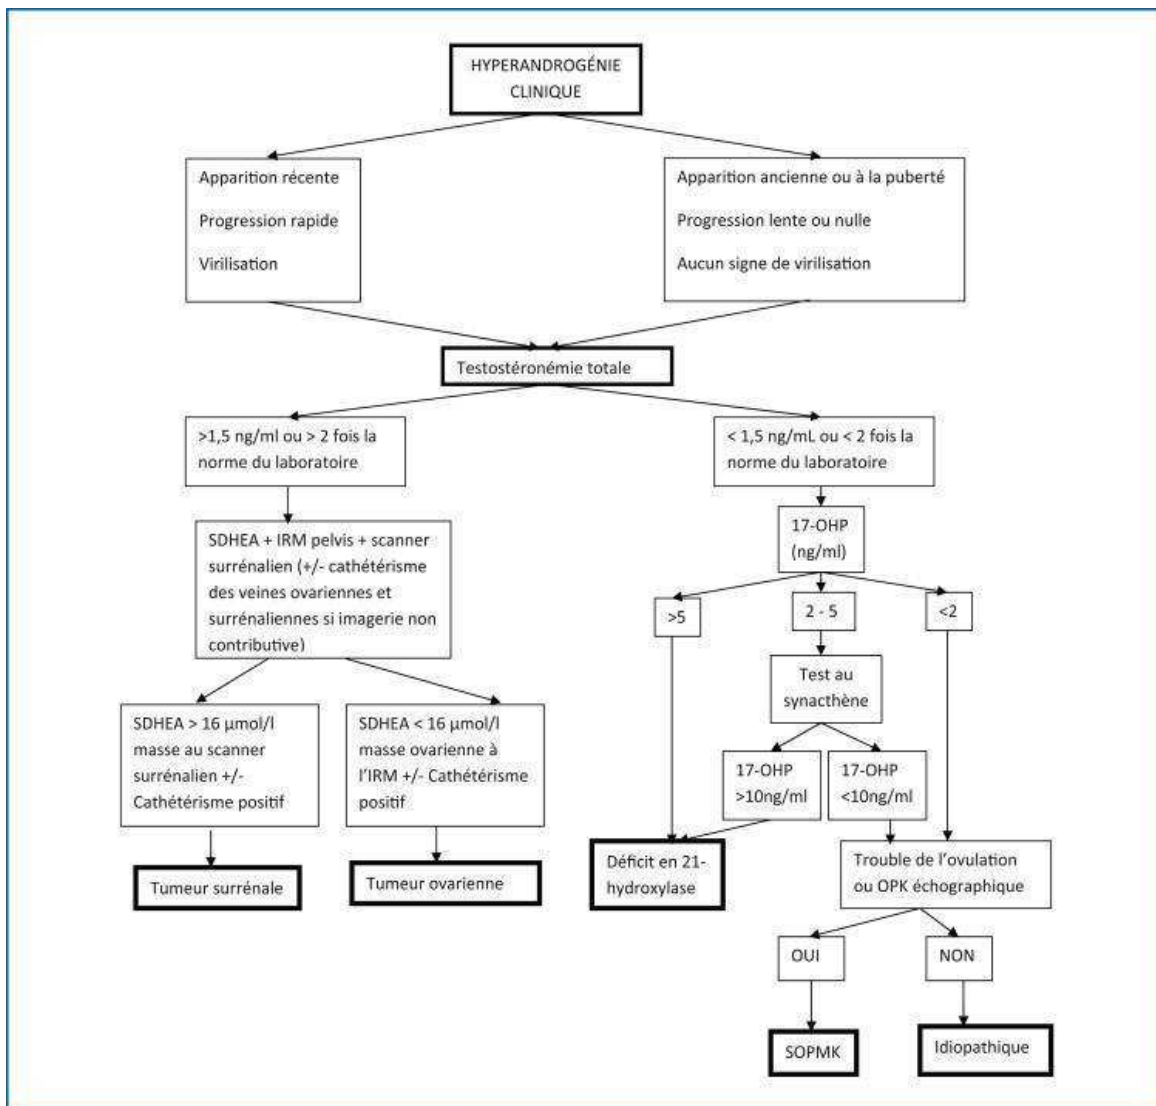 HYPERANDROGÉNIE
CLINIQUE
Apparition récente
Progression rapide
Virilisation
Apparition ancienne ou à la puberté
Progression lente ou nulle
Aucun signe de virilisation
Testostéronémie totale
>1,5 ng/ml ou > 2 fois la
norme du laboratoire
< 1,5 ng/mL ou < 2 fois la
norme du laboratoire
SDHEA + IRM pelvis + scanner
surrénalien (+/- cathétérisme
des veines ovariennes et
surrénaliennes si imagerie non
contributive)
17-OHP
(ng/ml)
>5
2 - 5
<2
Test au
synacthène
SDHEA > 16 µmol/l
masse au scanner
surrénalien +/-
Cathétérisme positif
SDHEA < 16 µmol/l
masse ovarienne à
l'IRM +/- Cathétérisme
positif
17-OHP
>10ng/ml
17-OHP
<10ng/ml
Tumeur surrénale
Tumeur ovarienne
Déficit en 21-
hydroxylase
Trouble de l'ovulation
ou OPK échographique
OUI
NON
SOPMK
Idiopathique